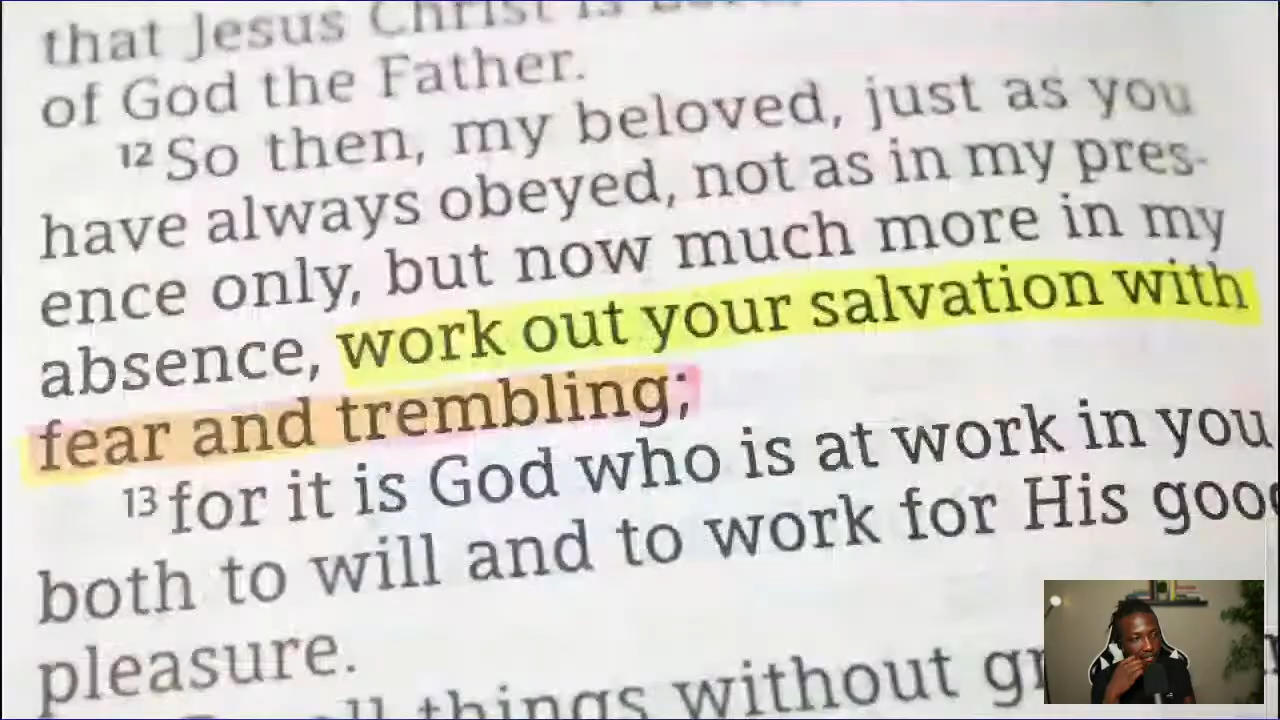 that Jesus Christ is
of God the Father.
12 So then, my beloved, just as you
have always obeyed, not as in my pres-
ence only, but now much more in my
absence, work out your salvation with
fear and trembling;
13 for it is God who is at work in you
both to will and to work for His
pleasure.
things without